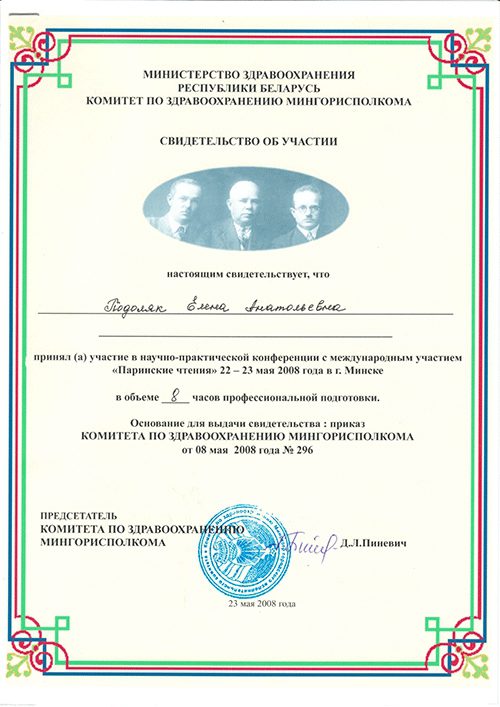 МИНИСТЕРСТВО ЗДРАВООХРАНЕНИЯ
РЕСПУБЛИКИ БЕЛАРУСЬ
КОМИТЕТ ПО ЗДРАВООХРАНЕНИЮ МИНГОРИСПОЛКОМА
СВИДЕТЕЛЬСТВО ОБ УЧАСТИИ
настоящим свидетельствует, что
Подоляк Елена Анатольевна
принял (а) участие в научно-практической конференции с международным участием
«Паринские чтения» 22 – 23 мая 2008 года в г. Минске
в объеме 8 часов профессиональной подготовки.
Основание для выдачи свидетельства : приказ
КОМИТЕТА ПО ЗДРАВООХРАНЕНИЮ МИНГОРИСПОЛКОМА
от 08 мая 2008 года № 296
ПРЕДСЕТАТЕЛЬ
КОМИТЕТА ПО ЗДРАВООХРАНЕНИЮ
МИНГОРИСПОЛКОМА Д.Л.Пиневич
23 мая 2008 года